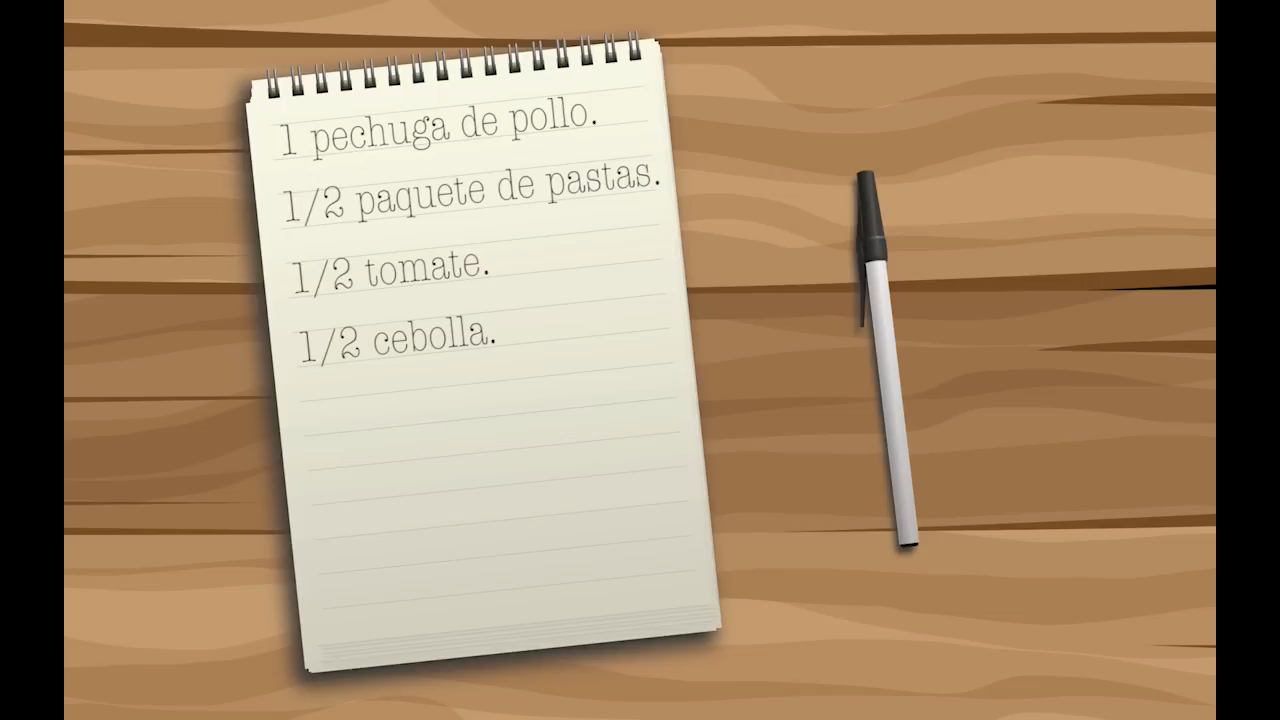 1 pechuga de pollo.
1/2 paquete de pastas.
1/2 tomate.
1/2 cebolla.